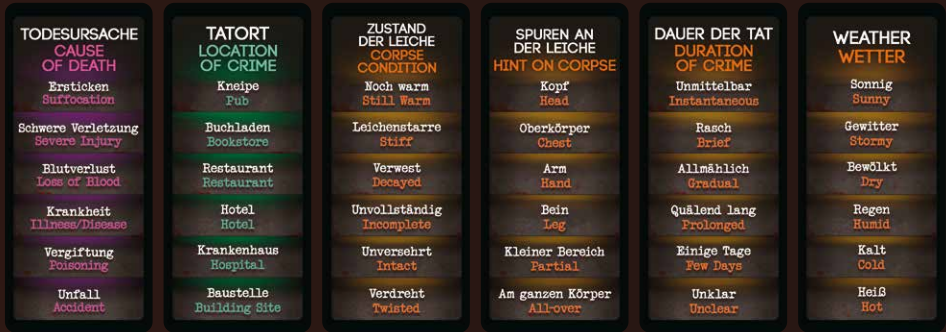 TODESURSACHE
CAUSE
OF DEATH
Ersticken
Suffocation
Schwere Verletzung
Severe Injury
Blutverlust
Loss of Blood
Krankheit
Illness/Disease
Vergiftung
Poisoning
Unfall
Accident
TATORT
LOCATION
OF CRIME
Kneipe
Pub
Buchladen
Bookstore
Restaurant
Restaurant
Hotel
Hotel
Krankenhaus
Hospital
Baustelle
Building Site
ZUSTAND
DER LEICHE
CORPSE
CONDITION
Noch warm
Still Warm
Leichenstarre
Stiff
Verwest
Decayed
Unvollständig
Incomplete
Unversehrt
Intact
Verdreht
Twisted
SPUREN AN
DER LEICHE
HINT ON CORPSE
Kopf
Head
Oberkörper
Chest
Arm
Hand
Bein
Leg
Kleiner Bereich
Partial
Am ganzen Körper
All-over
DAUER DER TAT
DURATION
OF CRIME
Unmittelbar
Instantaneous
Rasch
Brief
Allmählich
Gradual
Quälend lang
Prolonged
Einige Tage
Few Days
Unklar
Unclear
WEATHER
WETTER
Sonnig
Sunny
Gewitter
Stormy
Bewölkt
Dry
Regen
Humid
Kalt
Cold
Heiß
Hot